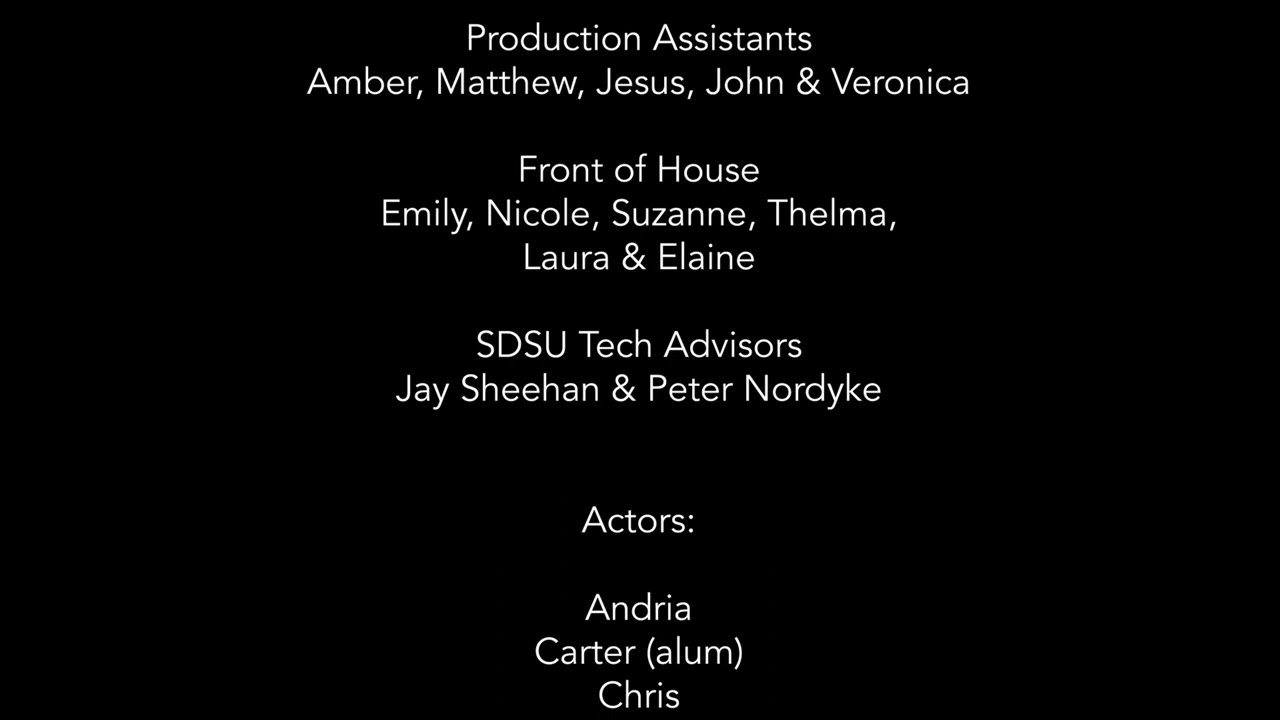 Production Assistants
Amber, Matthew, Jesus, John & Veronica
Front of House
Emily, Nicole, Suzanne, Thelma,
Laura & Elaine
SDSU Tech Advisors
Jay Sheehan & Peter Nordyke
Actors:
Andria
Carter (alum)
Chris